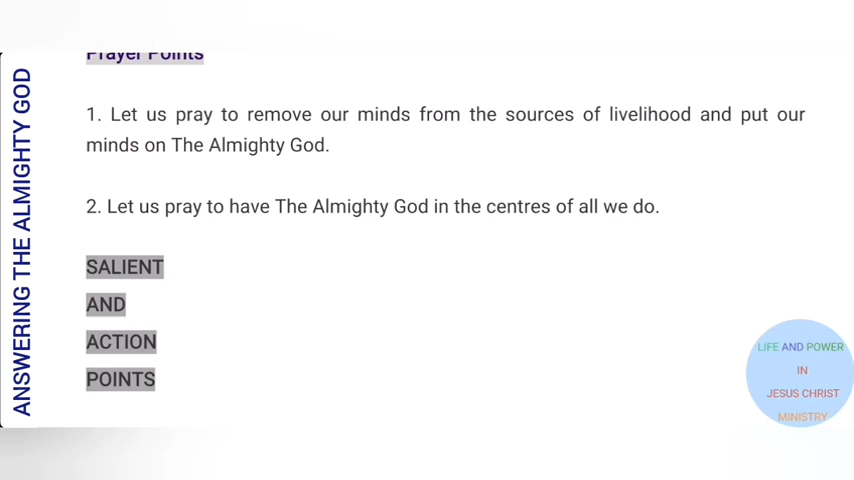 Prayer Points
1. Let us pray to remove our minds from the sources of livelihood and put our
minds on The Almighty God.
2. Let us pray to have The Almighty God in the centres of all we do.
SALIENT
AND
ACTION
POINTS
ANSWERING THE ALMIGHTY GOD
LIFE AND POWER
IN
JESUS CHRIST
MINISTRY